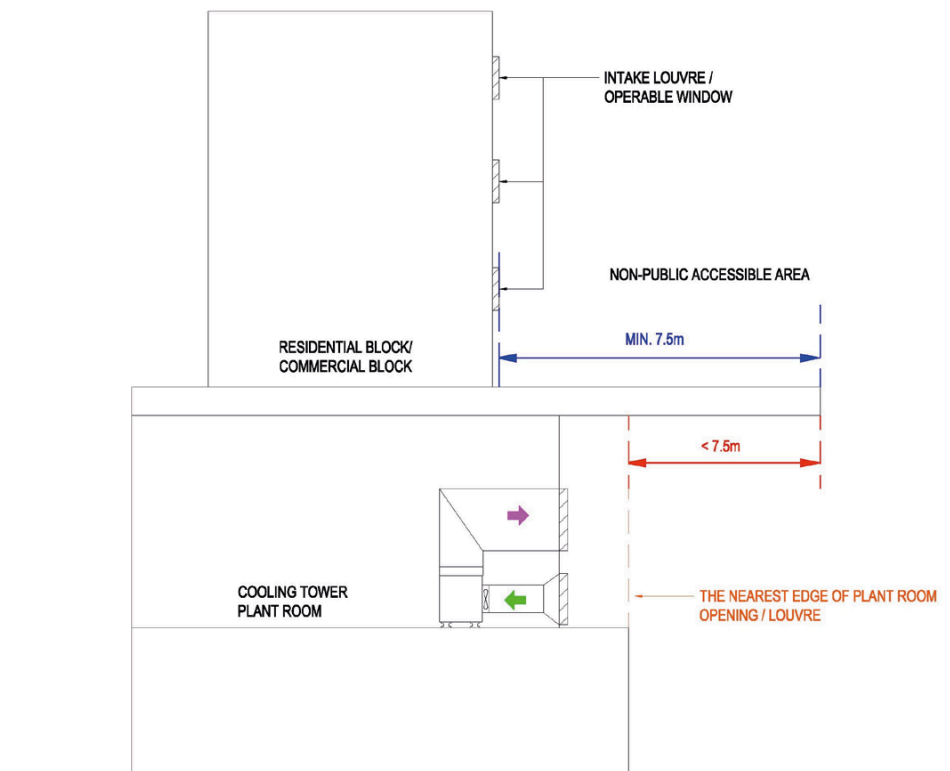 INTAKE LOUVRE /
OPERABLE WINDOW
NON-PUBLIC ACCESSIBLE AREA
MIN. 7.5m
RESIDENTIAL BLOCK/
COMMERCIAL BLOCK
< 7.5m
COOLING TOWER
PLANT ROOM
THE NEAREST EDGE OF PLANT ROOM
OPENING / LOUVRE